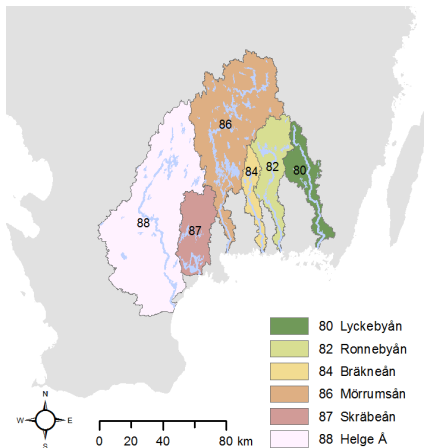 86
84
82
80
88
87
80 Lyckebyån
82 Ronnebyån
84 Bräkneån
86 Mörrumsån
87 Skräbeån
88 Helge Å
N
W E
S
0 20 40 80 km